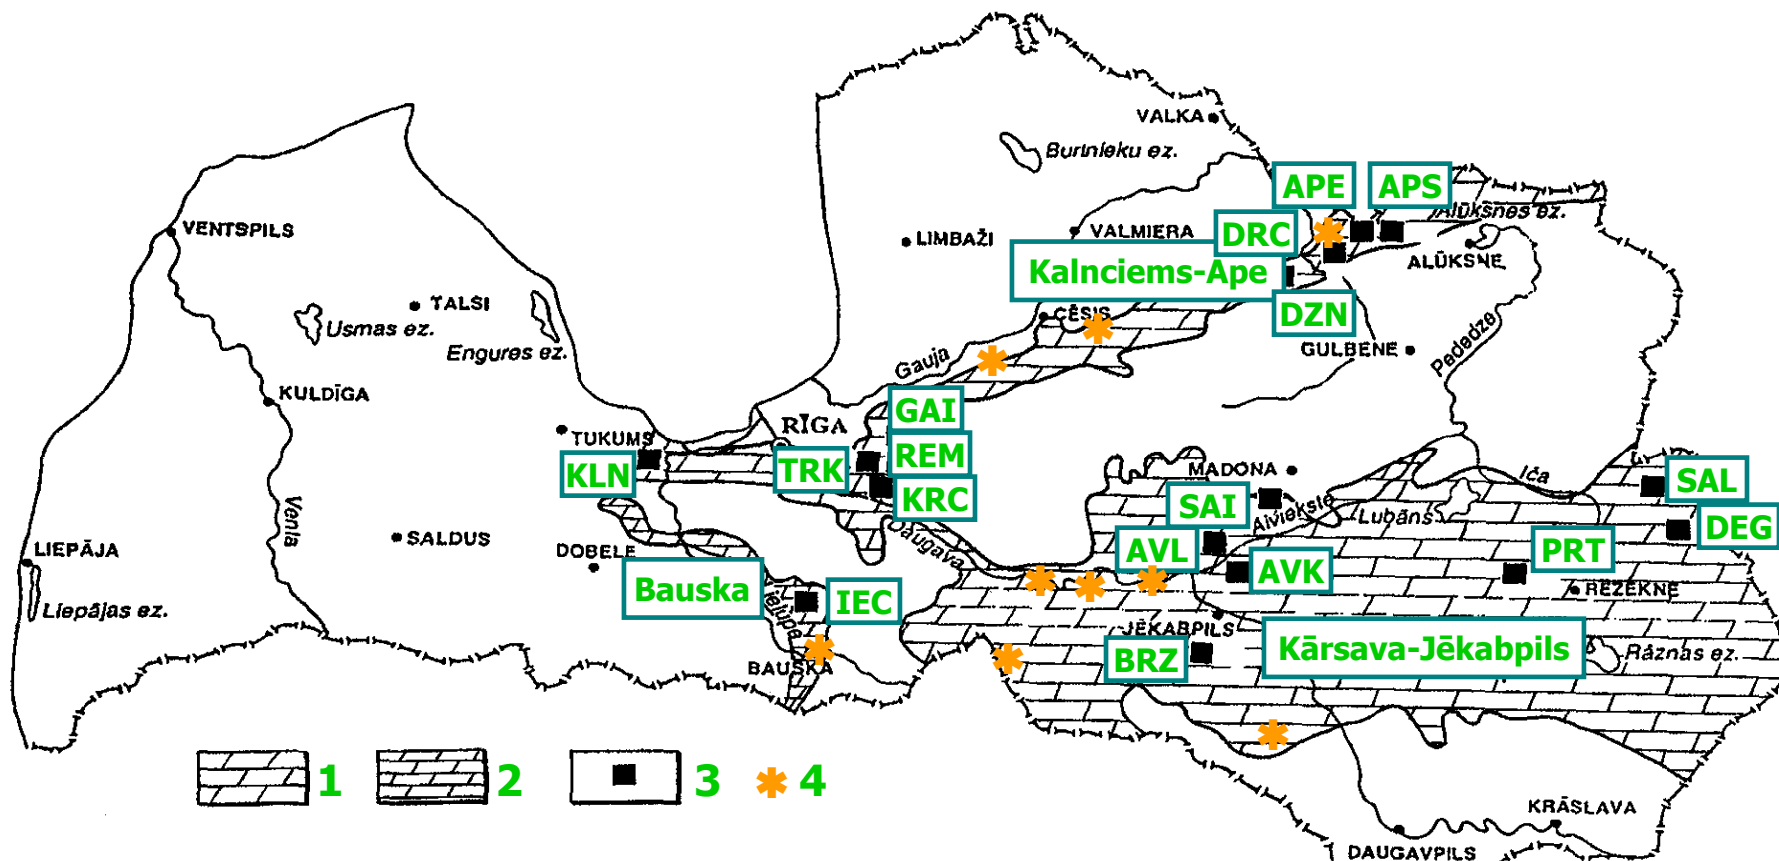 VALKA
Burinieku ez.
APE
APS
Alūksnes ez.
VENTSPILS
LIMBAŽI
VALMIERA
DRC
ALŪKSNE
Kalnciems-Ape
TALSI
Usmas ez.
Engures ez.
CĒSIS
DZN
GULBENE
Pededze
Gauja
KULDĪGA
GAI
RĪGA
TUKUMS
KLN
TRK
REM
KRC
MADONA
SAI
Aiviekste
Iča
Lubāns
SAL
DEG
Venta
LIEPĀJA
SALDUS
DOBELE
Daugava
AVL
AVK
PRT
RĒZEKNE
Liepājas ez.
Bauska
Lielupe
IEC
BAUSKA
JĒKABPILS
BRZ
Kārsava-Jēkabpils
Rāznas ez.
1
2
3
4
KRĀSLAVA
DAUGAVPILS